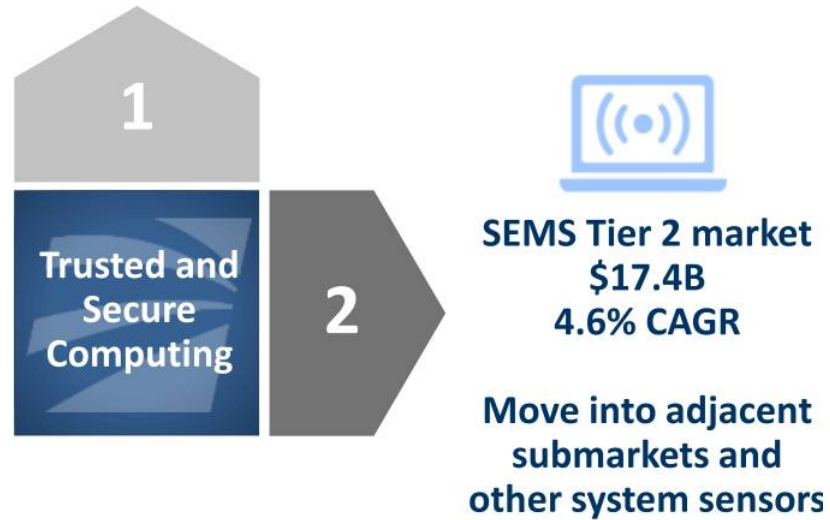 1
Trusted and
Secure
Computing
2
SEMS Tier 2 market
$17.4B
4.6% CAGR
Move into adjacent
submarkets and
other system sensors